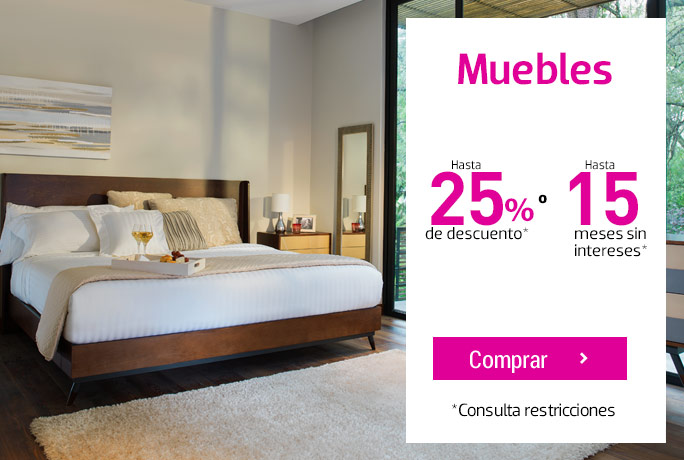 Muebles
Hasta
25%
de descuento*
o
Hasta
15
meses sin
intereses*
Comprar >
*Consulta restricciones